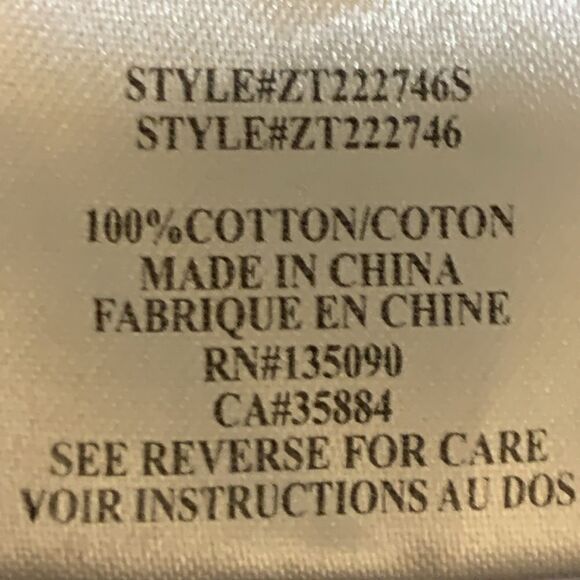 STYLE#ZT222746S
STYLE#ZT222746
100%COTTON/COTON
MADE IN CHINA
FABRIQUE EN CHINE
RN#135090
CA#35884
SEE REVERSE FOR CARE
VOIR INSTRUCTIONS AU DOS